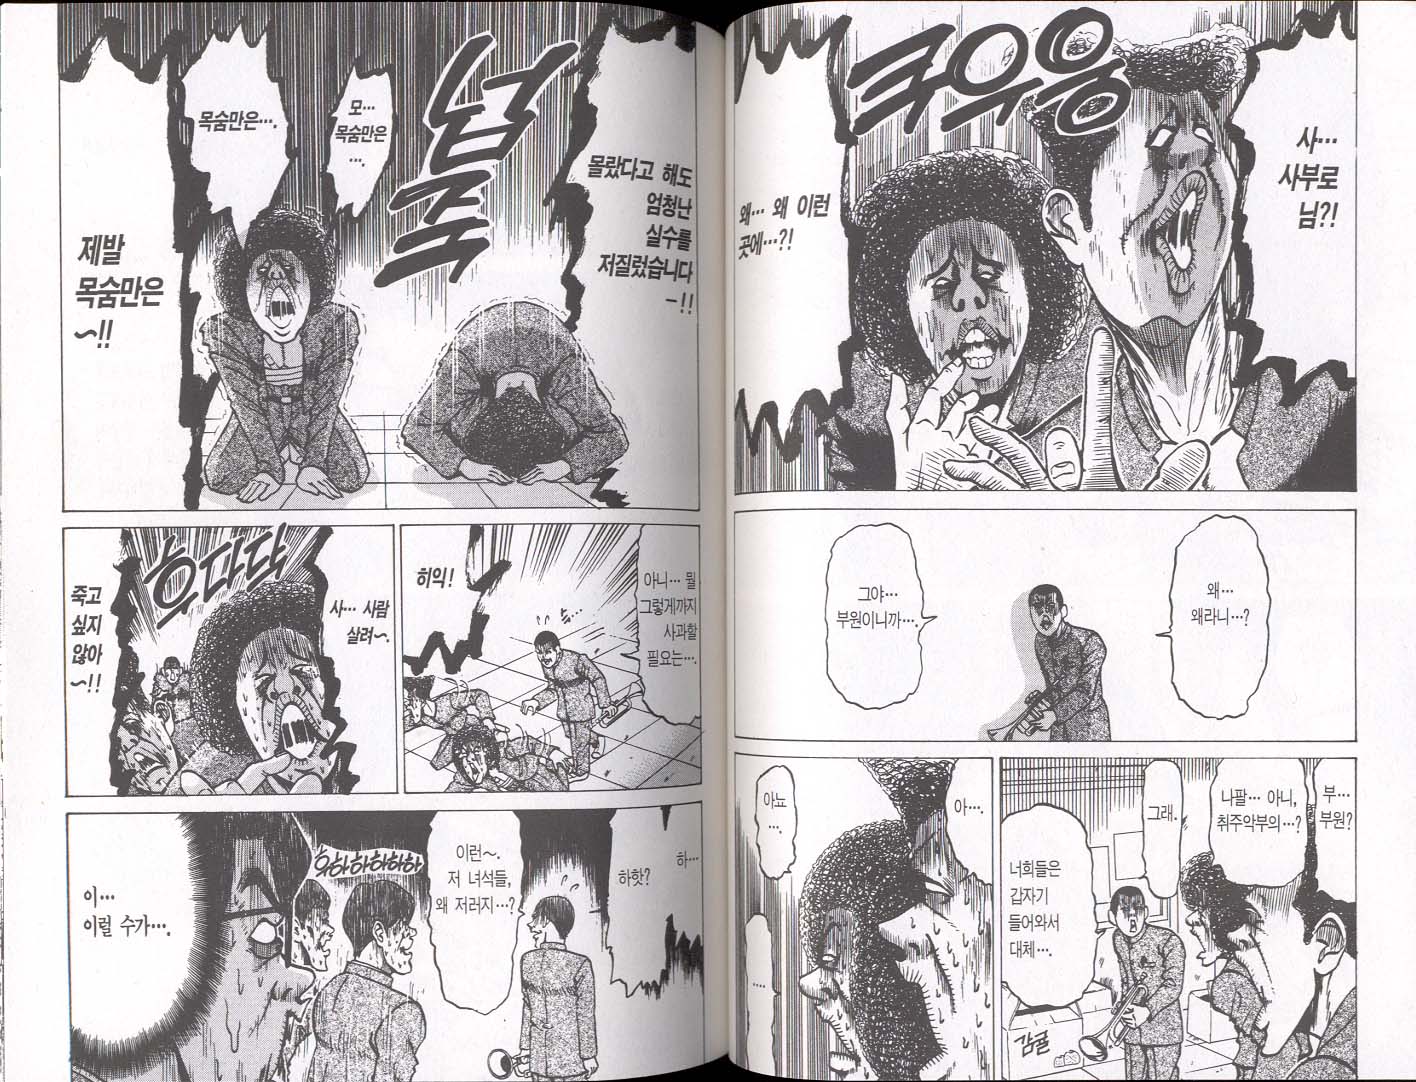 쿠우웅
사…
사부로
님?!
왜… 왜 이런
곳에…?!
왜…
왜라니…?
그야…
부원이니까….
부…
부원?
나팔… 아니,
취주악부의…?
그래.
너희들은
갑자기
들어와서
대체….
감귤
아….
아뇨
….
….
몰랐다고 해도
엄청난
실수를
저질렀습니다
–!!
넙죽
모…
목숨만은
….
목숨만은….
제발
목숨만은
~!!
아니… 뭘
그렇게까지
사과할
필요는….
히익!
사… 사람
살려~.
후다닥
죽고
싶지
않아
~!!
하…
하핫?
이런~.
저 녀석들,
왜 저러지…?
와하하하하하
이…
이럴 수가….